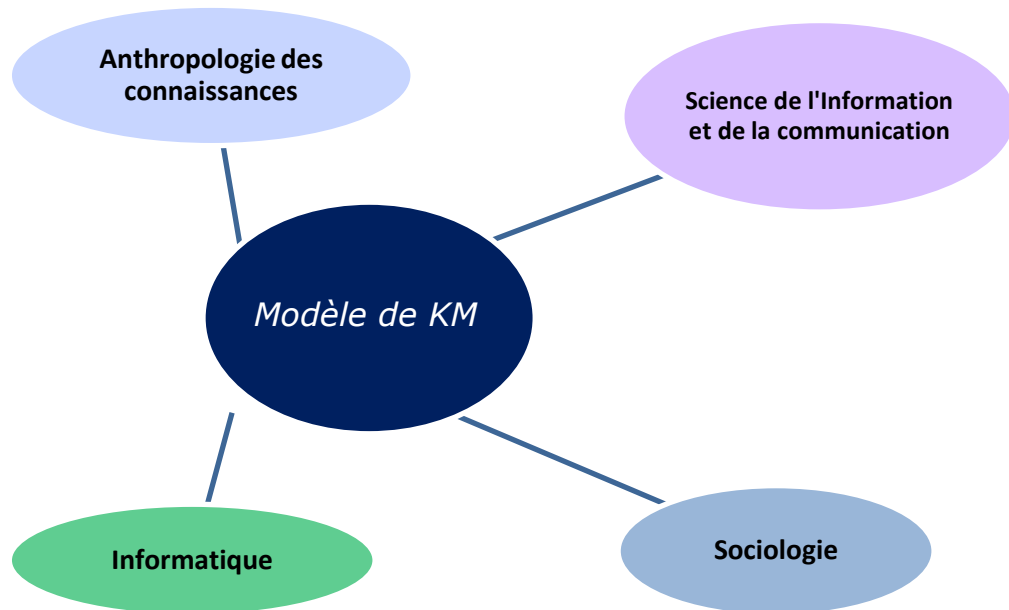 Anthropologie des
connaissances
Science de l'Information
et de la communication
Modèle de KM
Informatique
Sociologie